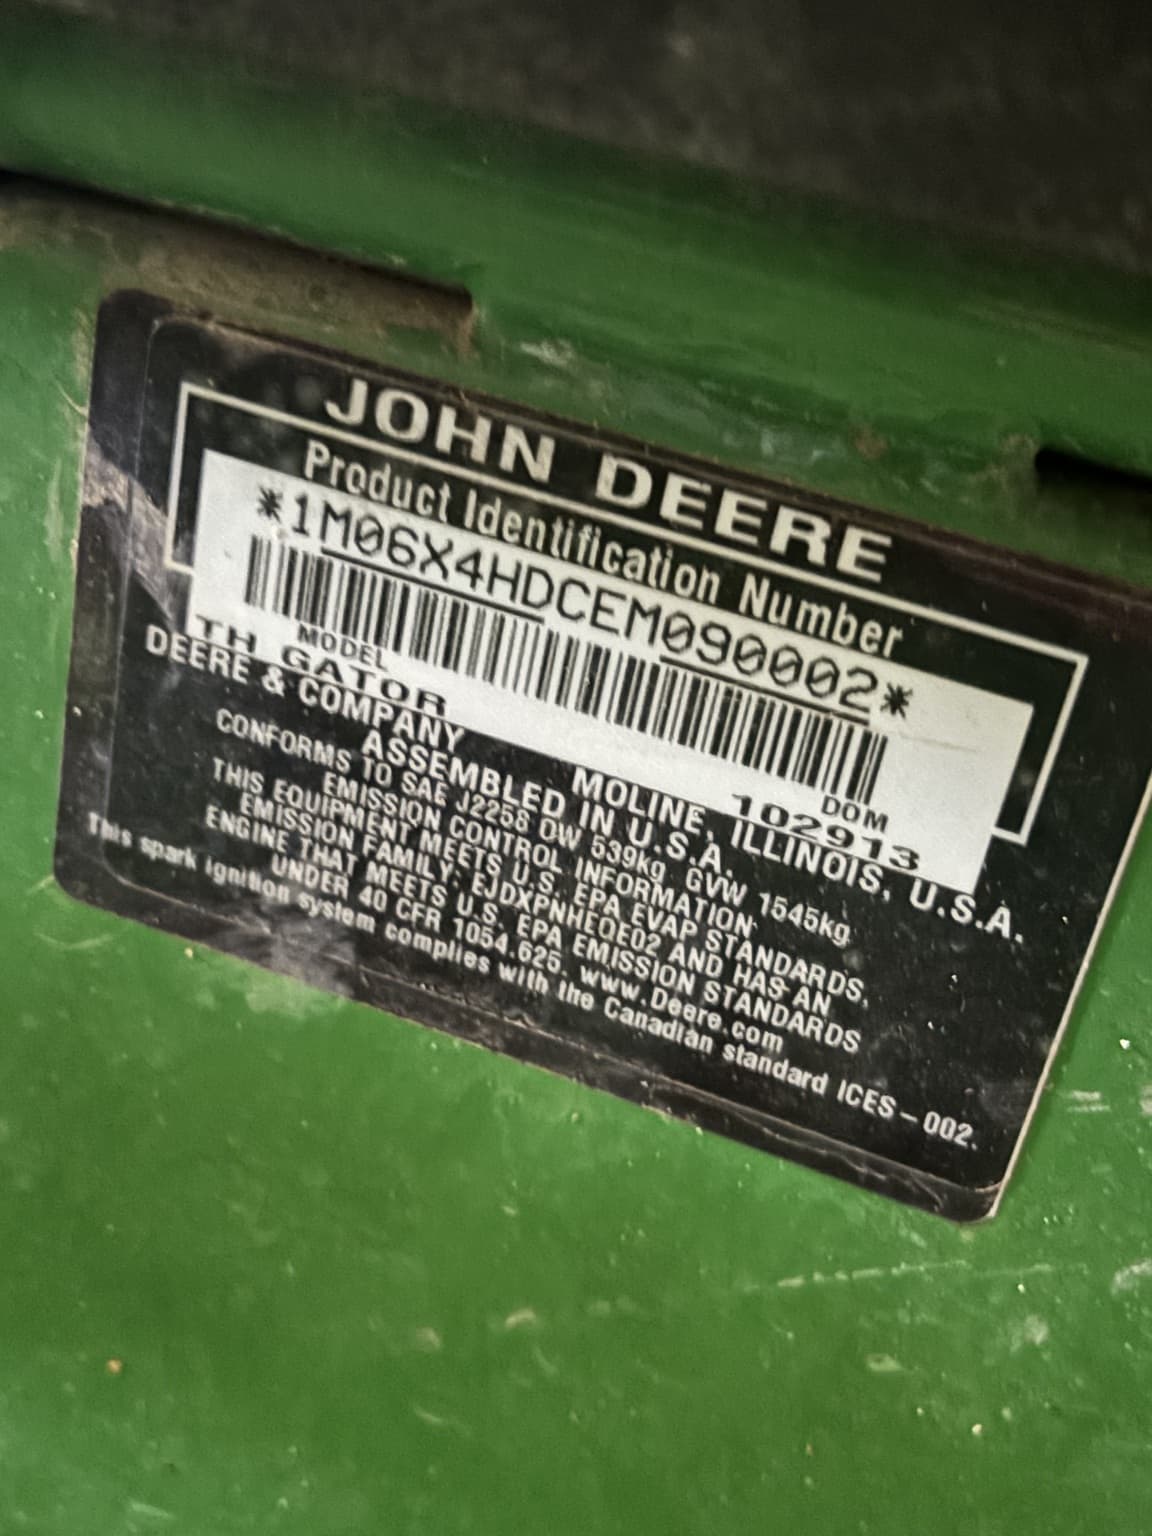 JOHN DEERE
Product Identification Number
*1M06X4HDCEM090002*
MODEL DOM
TH GATOR 102913
DEERE & COMPANY MOLINE, ILLINOIS, U.S.A.
ASSEMBLED IN U.S.A.
CONFORMS TO SAE J2258 DW 539kg GVW 1545kg
EMISSION CONTROL INFORMATION:
THIS EQUIPMENT MEETS U.S. EPA EVAP STANDARDS,
EMISSION FAMILY: EJDXPNHEQE02 AND HAS AN
ENGINE THAT MEETS U.S. EPA EMISSION STANDARDS
UNDER 40 CFR 1054.625. www.Deere.com
This spark ignition system complies with the Canadian standard ICES-002.